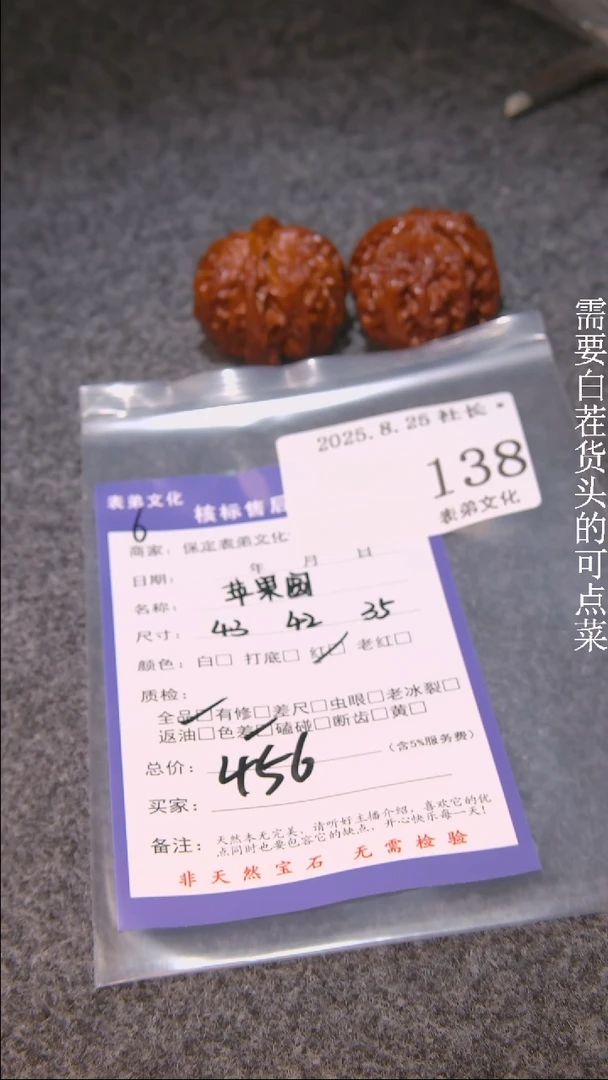 2025.8.25 社长·
138
表弟文化
表弟文化
核标售后
6
商家：保定表弟文化
日期： 年 月 日
名称： 苹果园
尺寸： 43 42 35
颜色：白□ 打底□ 红□ 老红□
质检：
全品□有修□差尺□虫眼□老冰裂□
返油□色差□磕碰□断齿□黄□
总价： 456 （含5%服务费）
买家：
备注：天然本无完美，请听好主播介绍，喜欢它的优
点同时也要包容它的缺点，开心快乐每一天！
非天然宝石 无需检验
需要白茬货头的可点菜